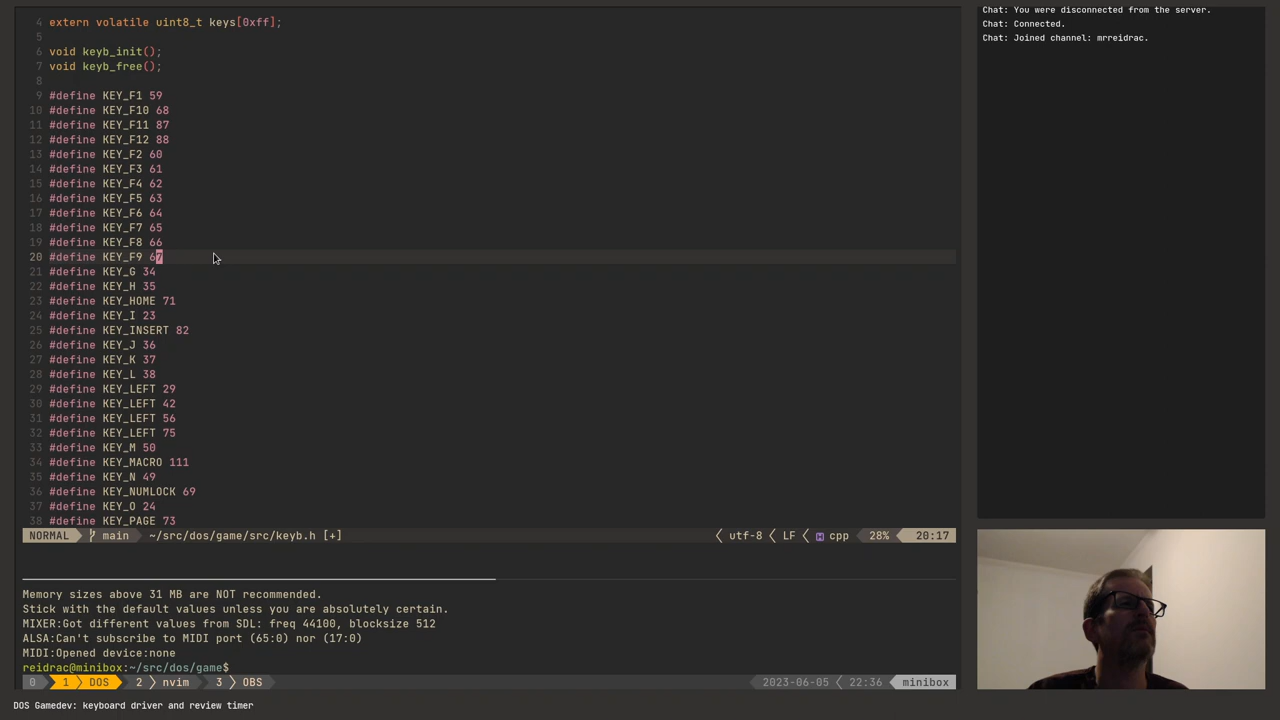 4 extern volatile uint8_t keys[0xff];
5
6 void keyb_init();
7 void keyb_free();
8
9 #define KEY_F1 59
10 #define KEY_F10 68
11 #define KEY_F11 87
12 #define KEY_F12 88
13 #define KEY_F2 60
14 #define KEY_F3 61
15 #define KEY_F4 62
16 #define KEY_F5 63
17 #define KEY_F6 64
18 #define KEY_F7 65
19 #define KEY_F8 66
20 #define KEY_F9 67
21 #define KEY_G 34
22 #define KEY_H 35
23 #define KEY_HOME 71
24 #define KEY_I 23
25 #define KEY_INSERT 82
26 #define KEY_J 36
27 #define KEY_K 37
28 #define KEY_L 38
29 #define KEY_LEFT 29
30 #define KEY_LEFT 42
31 #define KEY_LEFT 56
32 #define KEY_LEFT 75
33 #define KEY_M 50
34 #define KEY_MACRO 111
35 #define KEY_N 49
36 #define KEY_NUMLOCK 69
37 #define KEY_O 24
38 #define KEY_PAGE 73
NORMAL main ~/src/dos/game/src/keyb.h [+] utf-8 LF cpp 28% 20:17
Memory sizes above 31 MB are NOT recommended.
Stick with the default values unless you are absolutely certain.
MIXER:Got different values from SDL: freq 44100, blocksize 512
ALSA:Can't subscribe to MIDI port (65:0) nor (17:0)
MIDI:Opened device:none
reidrac@minibox:~/src/dos/game$
0 1 DOS 2 nvim 3 OBS 2023-06-05 22:36 minibox
DOS Gamedev: keyboard driver and review timer
Chat: You were disconnected from the server.
Chat: Connected.
Chat: Joined channel: mrreidrac.